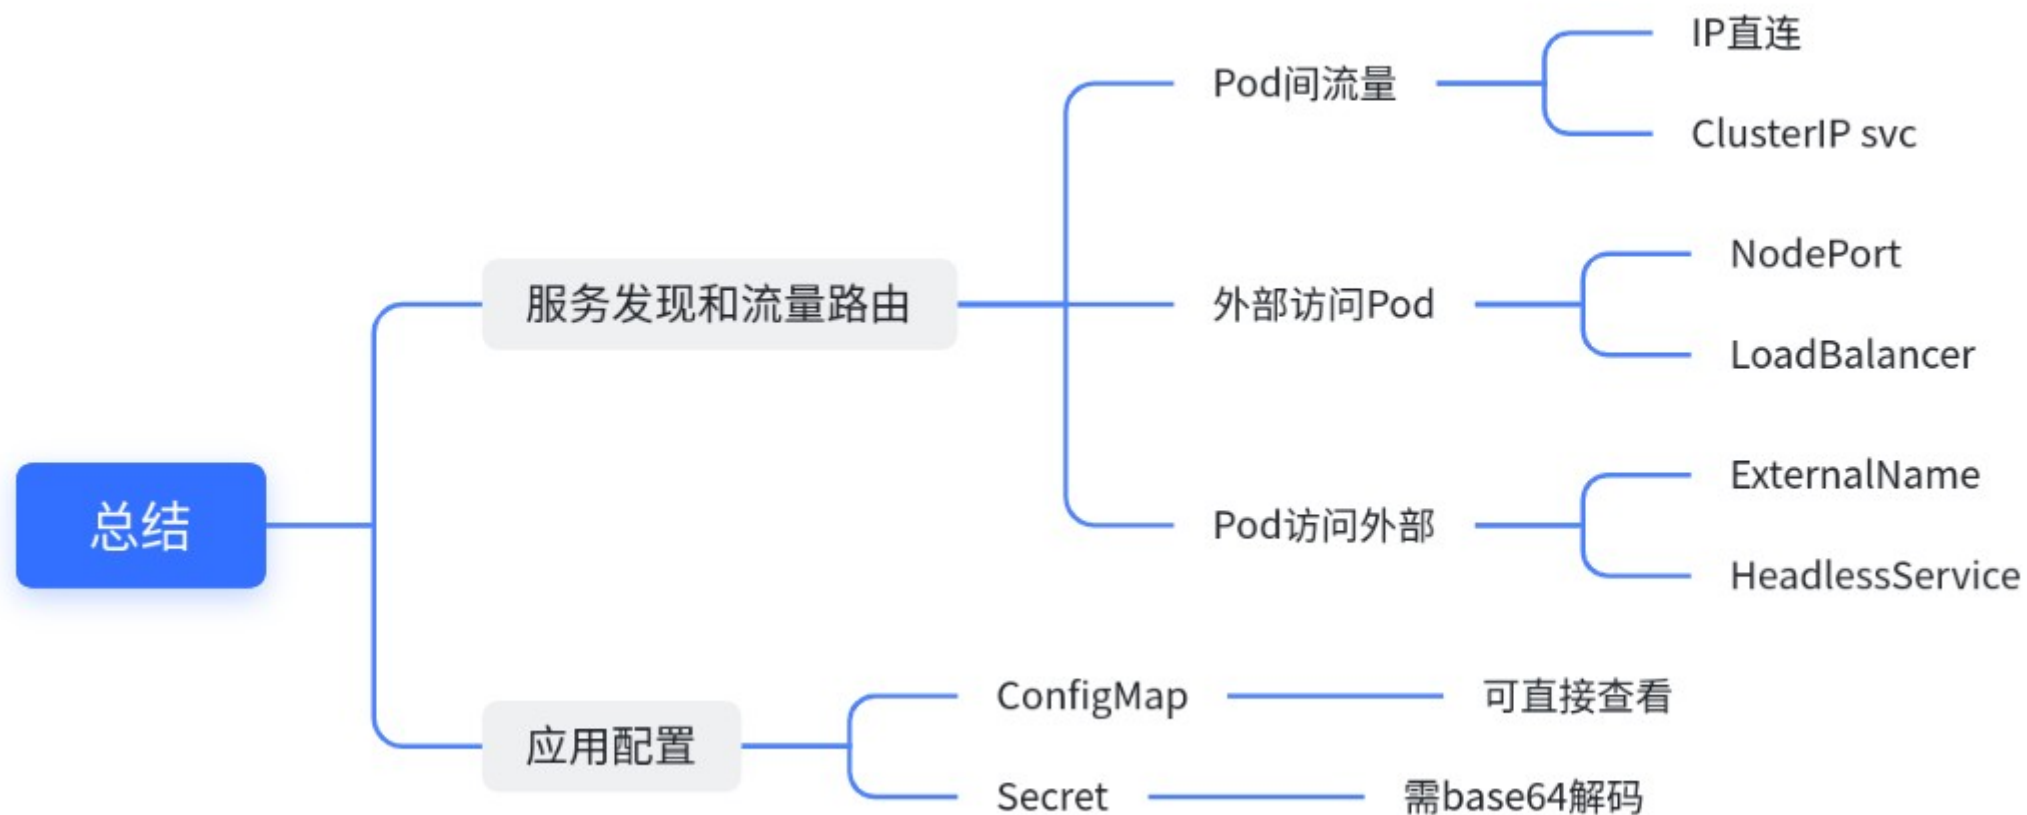 总结
服务发现和流量路由
Pod间流量
IP直连
ClusterIP svc
外部访问Pod
NodePort
LoadBalancer
Pod访问外部
ExternalName
HeadlessService
应用配置
ConfigMap
可直接查看
Secret
需base64解码